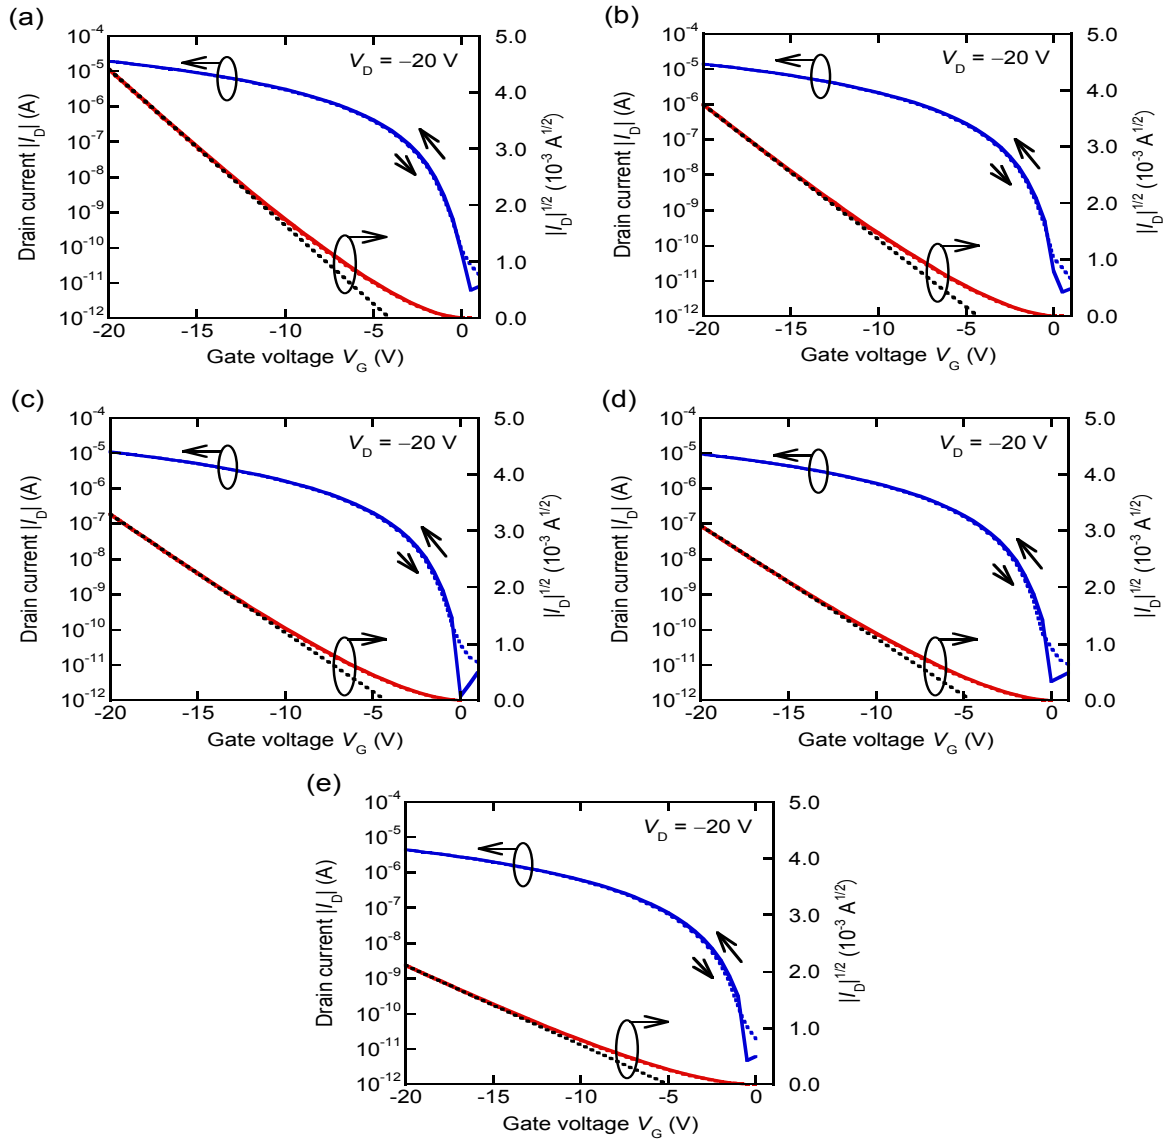 (a)
V_D = −20 V
10^-4
10^-5
10^-6
10^-7
10^-8
10^-9
10^-10
10^-11
10^-12
Drain current |I_D| (A)
5.0
4.0
3.0
2.0
1.0
0.0
|I_D|^1/2 (10^-3 A^1/2)
-20 -15 -10 -5 0
Gate voltage V_G (V)
(b)
V_D = −20 V
10^-4
10^-5
10^-6
10^-7
10^-8
10^-9
10^-10
10^-11
10^-12
Drain current |I_D| (A)
5.0
4.0
3.0
2.0
1.0
0.0
|I_D|^1/2 (10^-3 A^1/2)
-20 -15 -10 -5 0
Gate voltage V_G (V)
(c)
V_D = −20 V
10^-4
10^-5
10^-6
10^-7
10^-8
10^-9
10^-10
10^-11
10^-12
Drain current |I_D| (A)
5.0
4.0
3.0
2.0
1.0
0.0
|I_D|^1/2 (10^-3 A^1/2)
-20 -15 -10 -5 0
Gate voltage V_G (V)
(d)
V_D = −20 V
10^-4
10^-5
10^-6
10^-7
10^-8
10^-9
10^-10
10^-11
10^-12
Drain current |I_D| (A)
5.0
4.0
3.0
2.0
1.0
0.0
|I_D|^1/2 (10^-3 A^1/2)
-20 -15 -10 -5 0
Gate voltage V_G (V)
(e)
V_D = −20 V
10^-4
10^-5
10^-6
10^-7
10^-8
10^-9
10^-10
10^-11
10^-12
Drain current |I_D| (A)
5.0
4.0
3.0
2.0
1.0
0.0
|I_D|^1/2 (10^-3 A^1/2)
-20 -15 -10 -5 0
Gate voltage V_G (V)